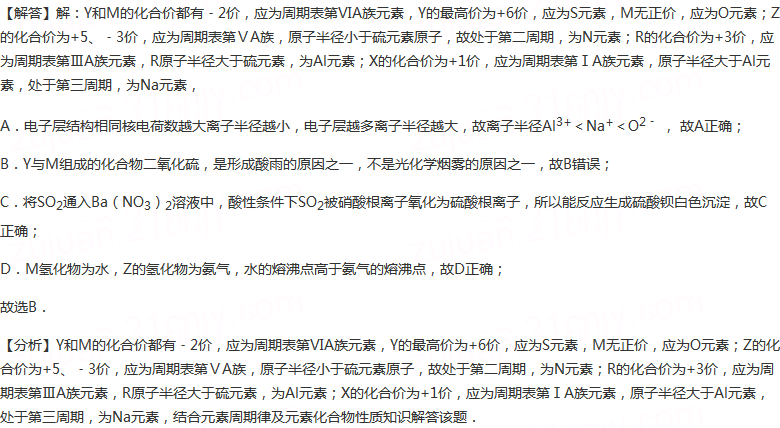 【解答】解：Y和M的化合价都有﹣2价，应为周期表第VIA族元素，Y的最高价为+6价，应为S元素，M无正价，应为O元素；Z
的化合价为+5、﹣3价，应为周期表第ⅤA族，原子半径小于硫元素原子，故处于第二周期，为N元素；R的化合价为+3价，应
为周期表第ⅢA族元素，R原子半径大于硫元素，为Al元素；X的化合价为+1价，应为周期表第ⅠA族元素，原子半径大于Al元
素，处于第三周期，为Na元素，
A．电子层结构相同核电荷数越大离子半径越小，电子层越多离子半径越大，故离子半径Al3+＜Na+＜O2﹣ ，故A正确；
B．Y与M组成的化合物二氧化硫，是形成酸雨的原因之一，不是光化学烟雾的原因之一，故B错误；
C．将SO2通入Ba（NO3）2溶液中，酸性条件下SO2被硝酸根离子氧化为硫酸根离子，所以能反应生成硫酸钡白色沉淀，故C
正确；
D．M氢化物为水，Z的氢化物为氨气，水的熔沸点高于氨气的熔沸点，故D正确；
故选B．
【分析】Y和M的化合价都有﹣2价，应为周期表第VIA族元素，Y的最高价为+6价，应为S元素，M无正价，应为O元素；Z的化
合价为+5、﹣3价，应为周期表第ⅤA族，原子半径小于硫元素原子，故处于第二周期，为N元素；R的化合价为+3价，应为周
期表第ⅢA族元素，R原子半径大于硫元素，为Al元素；X的化合价为+1价，应为周期表第ⅠA族元素，原子半径大于Al元素，
处于第三周期，为Na元素，结合元素周期律及元素化合物性质知识解答该题．